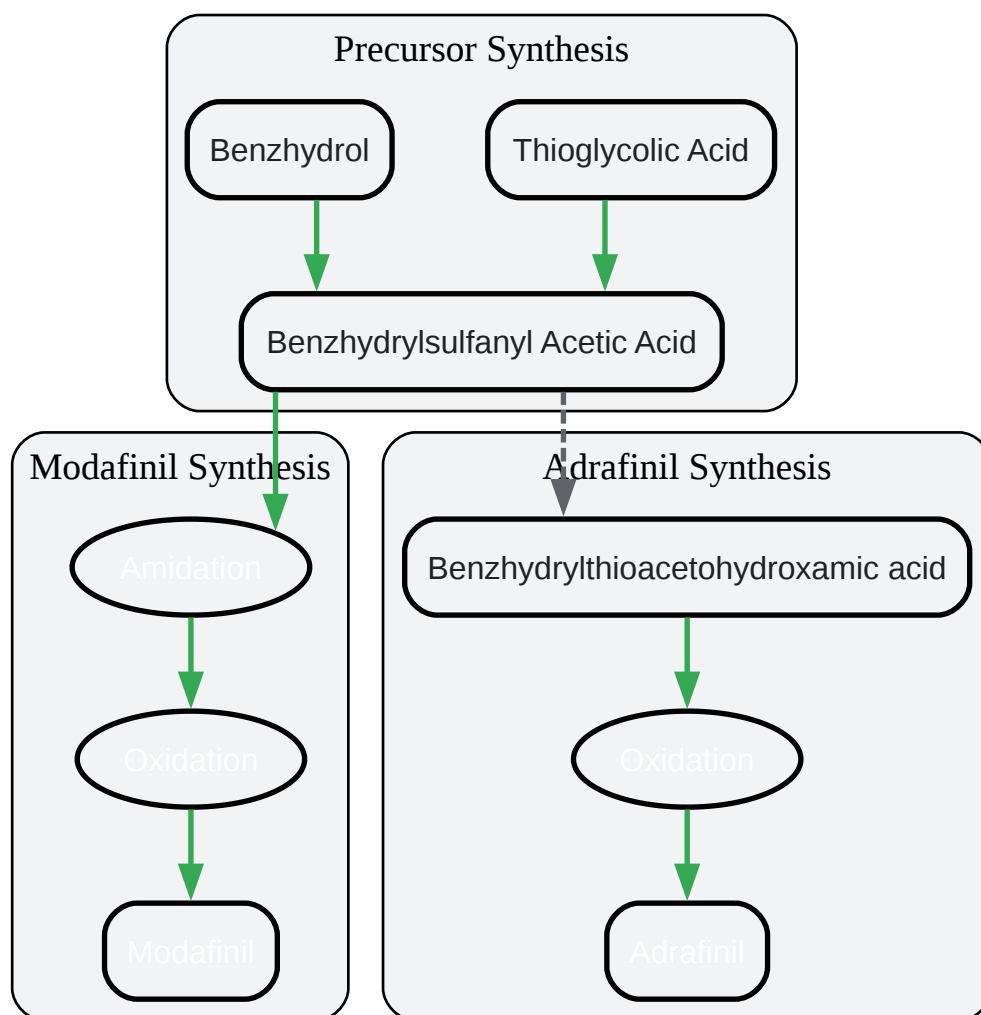 Precursor Synthesis
Benzhydrol
Thioglycolic Acid
Benzhydrylsulfanyl Acetic Acid
Modafinil Synthesis
Amidation
Oxidation
Modafinil
Adrafinil Synthesis
Benzhydrylthioacetohydroxamic acid
Oxidation
Adrafinil